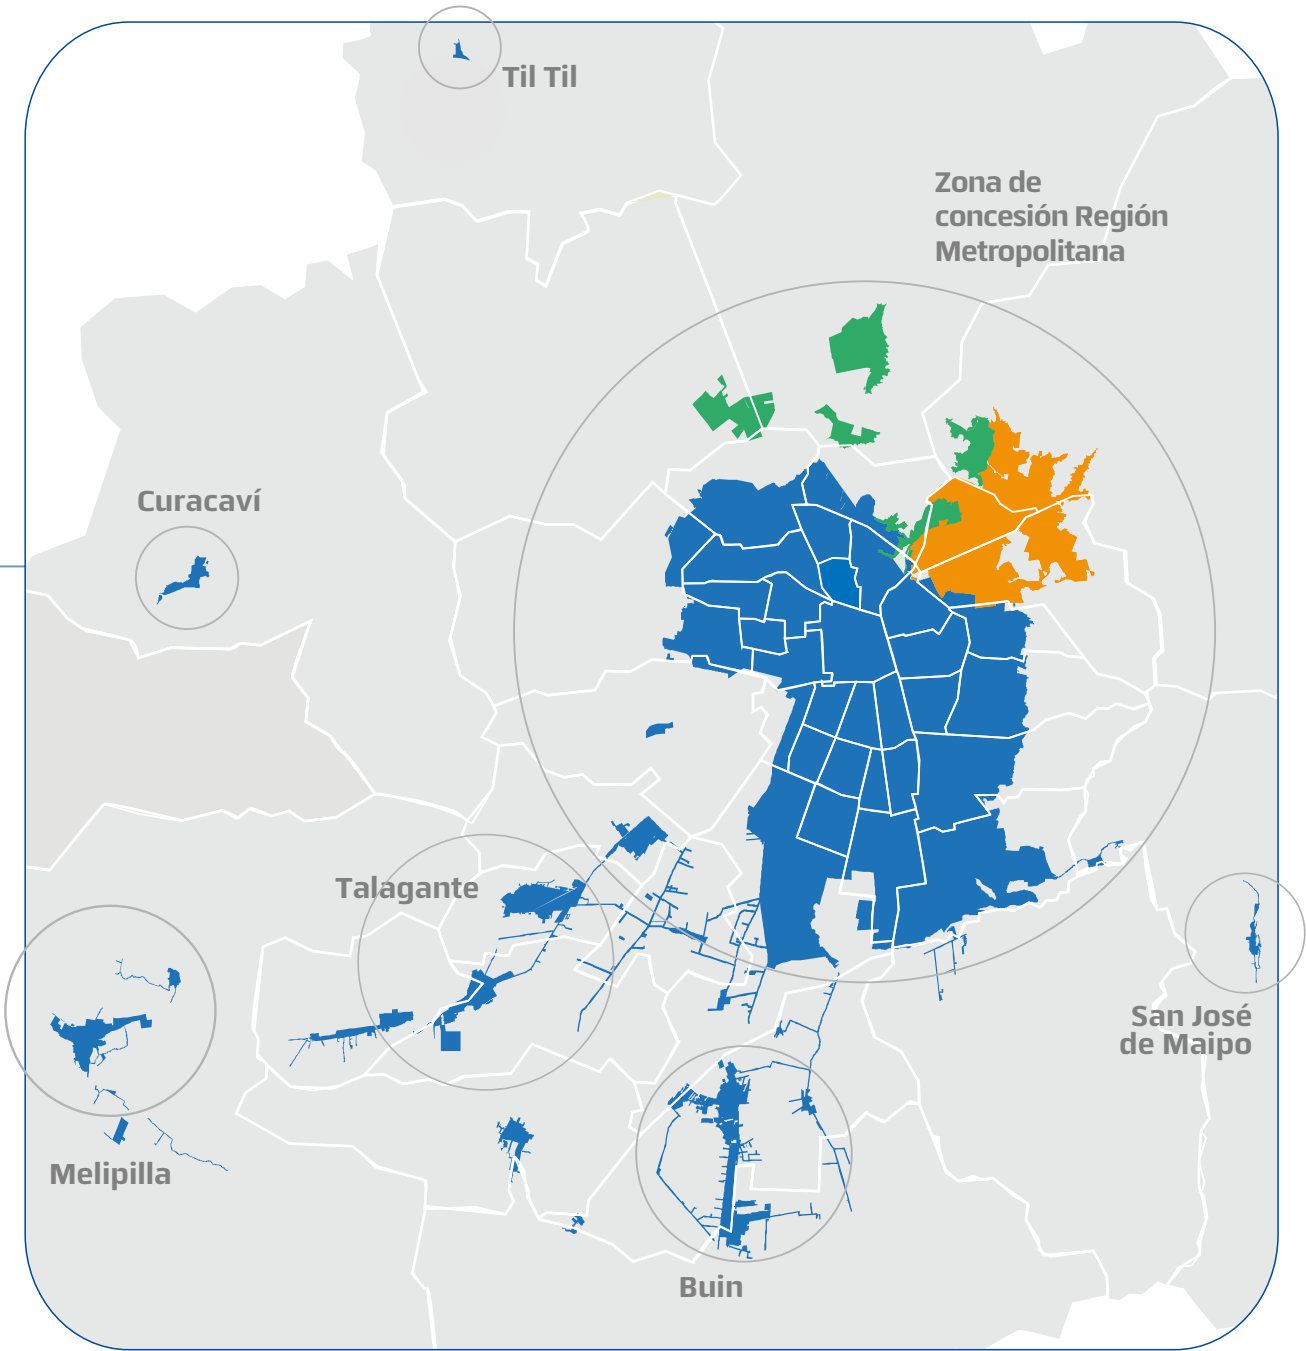 Til Til
Zona de
concesión Región
Metropolitana
Curacaví
Talagante
San José
de Maipo
Melipilla
Buin